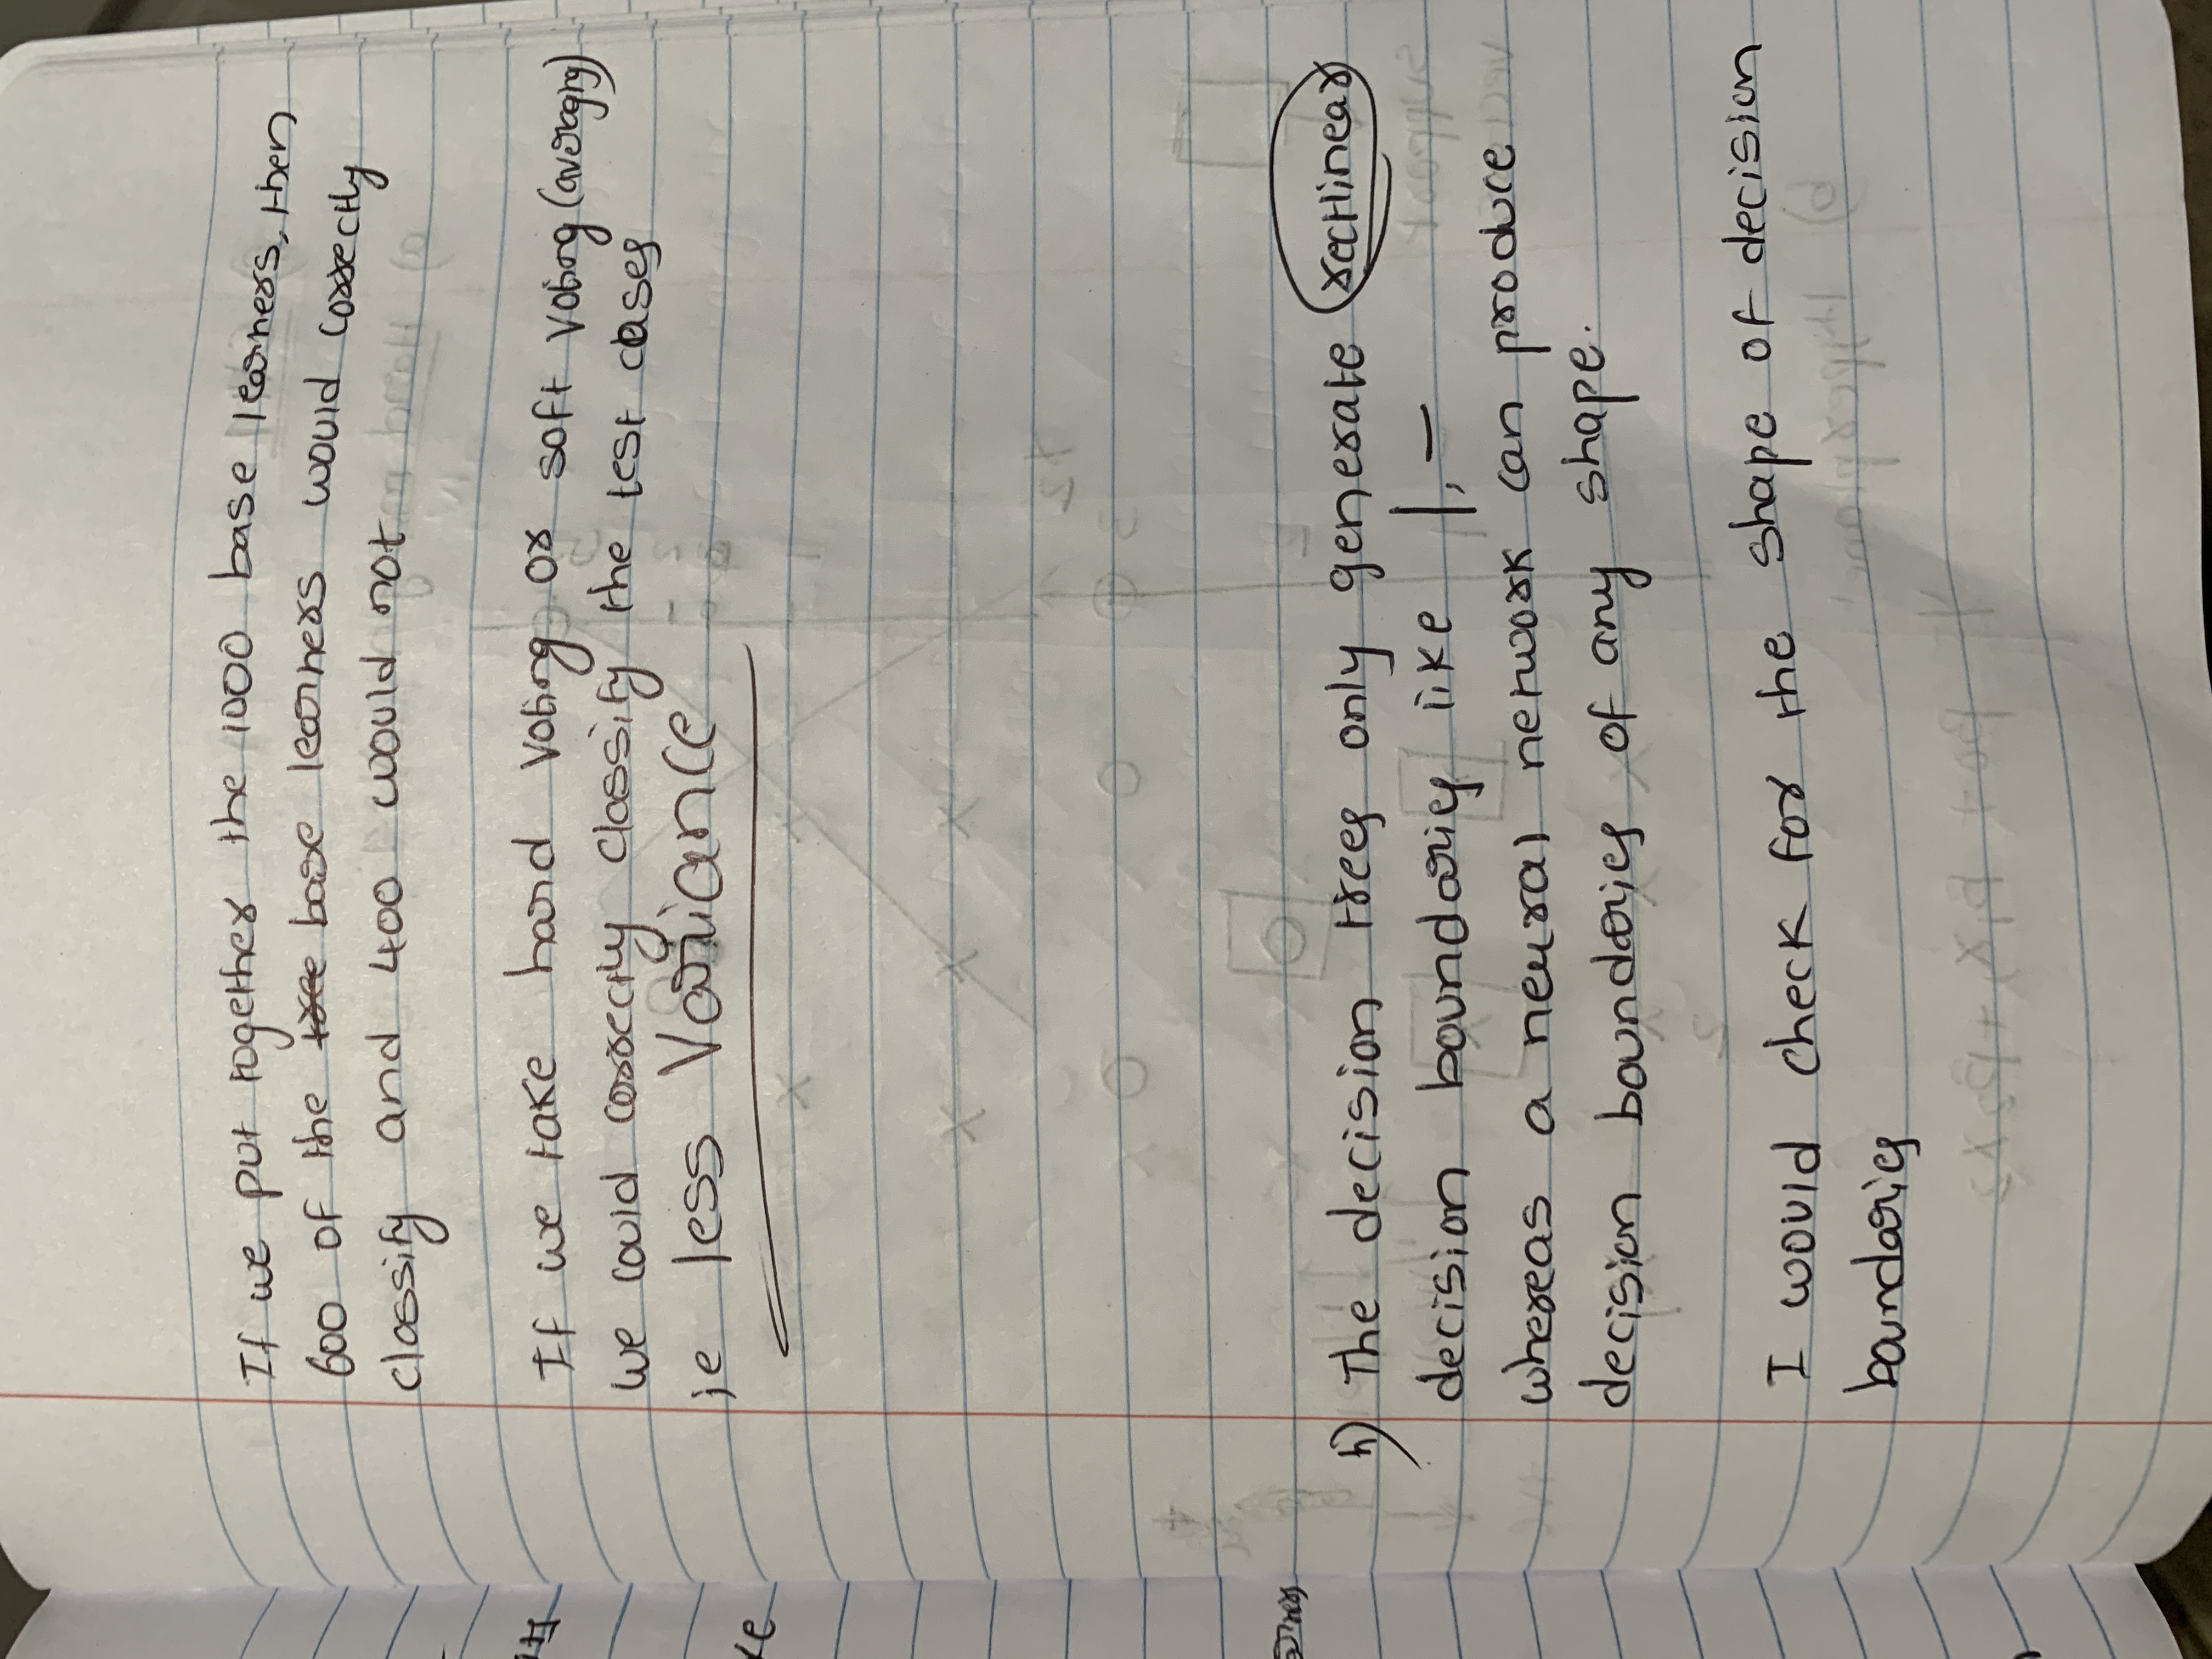 If we put together the 1000 base learners, then
600 of the tree base learners would correctly
classify and 400 would not
If we take hard voting or soft voting (averaging)
we could correctly classify the test cases
ie less Variance
h) The decision trees only generate rectlinear
decision boundaries like |, —
whereas a neural network can produce
decision boundaries of any shape.
I would check for the shape of decision
boundaries